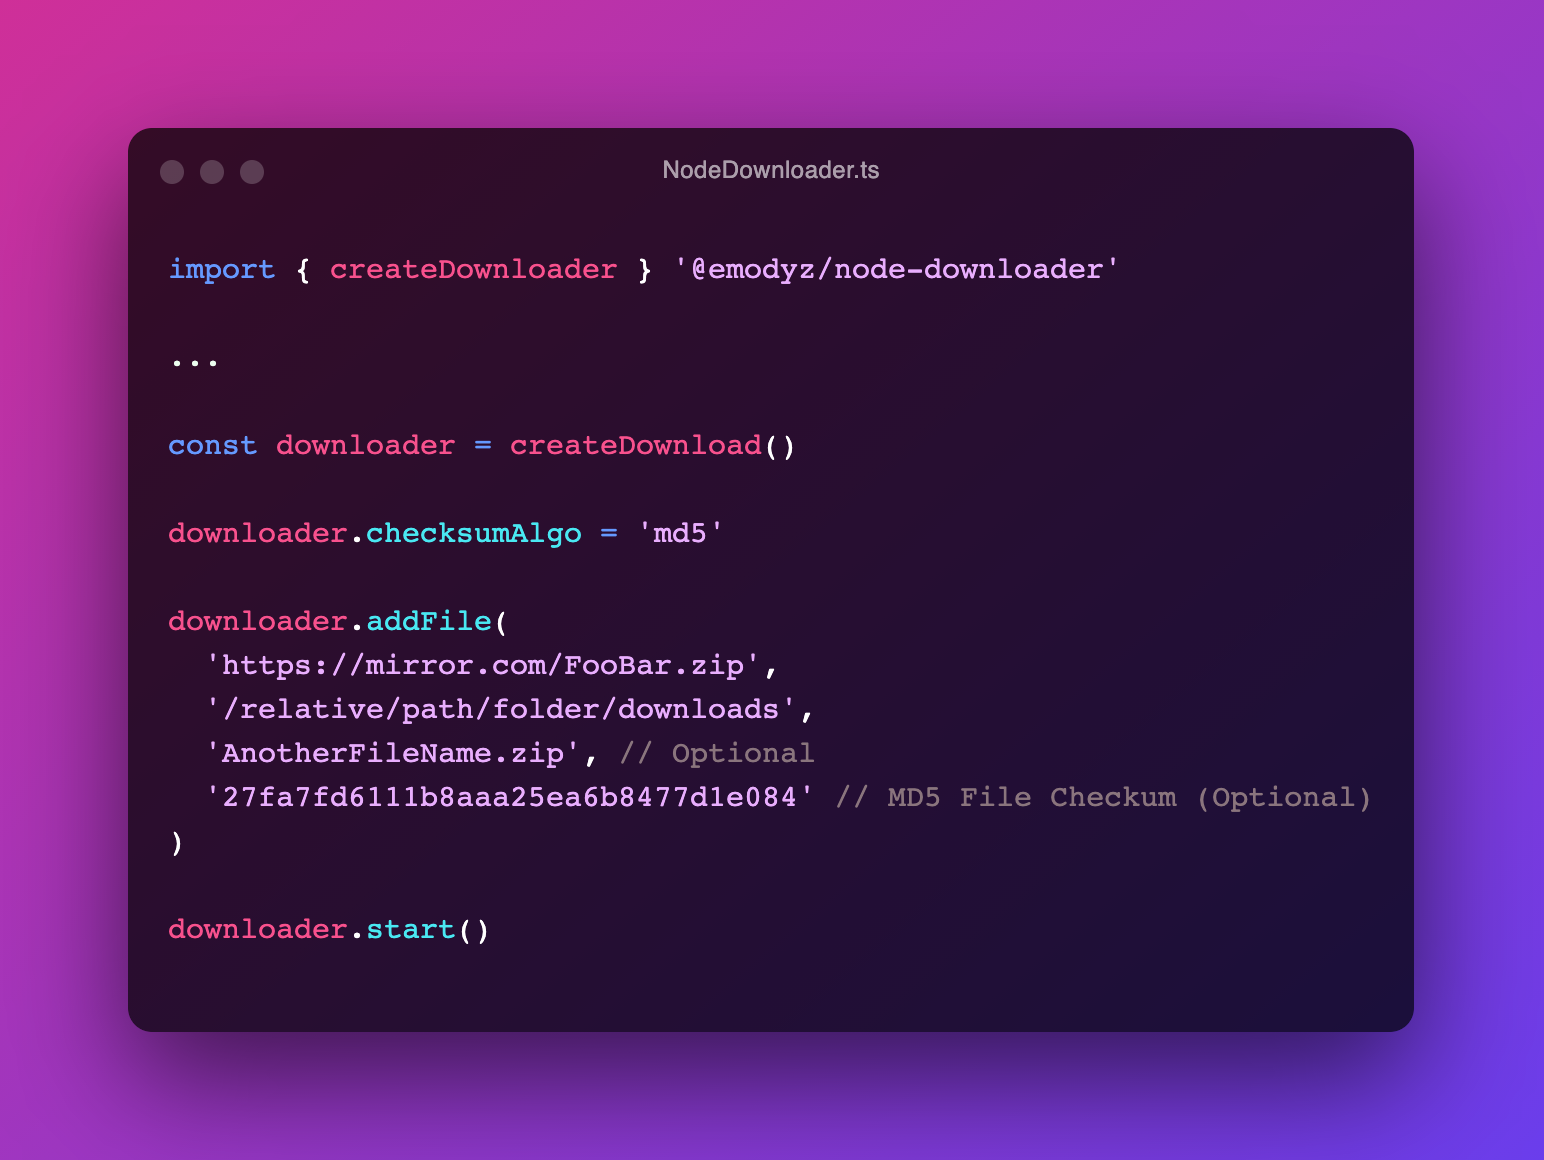 NodeDownloader.ts
import { createDownloader } '@emodyz/node-downloader'
...
const downloader = createDownload()
downloader.checksumAlgo = 'md5'
downloader.addFile(
'https://mirror.com/FooBar.zip',
'/relative/path/folder/downloads',
'AnotherFileName.zip', // Optional
'27fa7fd6111b8aaa25ea6b8477d1e084' // MD5 File Checkum (Optional)
)
downloader.start()